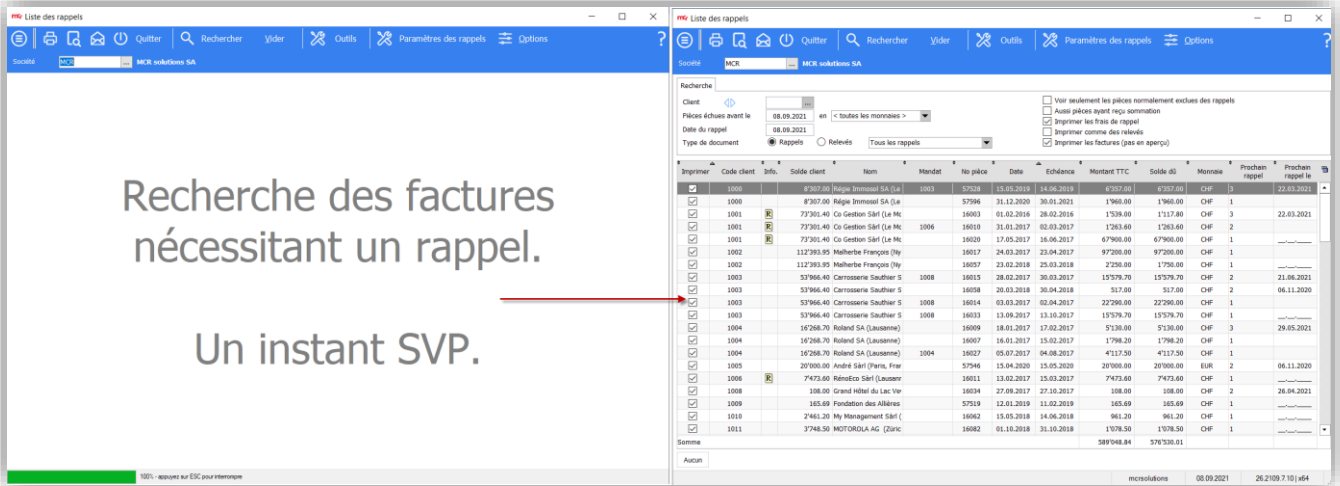 mcr Liste des rappels
Quitter Rechercher Vider Outils Paramètres des rappels Options ?
Société MCR ... MCR solutions SA
Recherche des factures
nécessitant un rappel.
Un instant SVP.
100% - appuyez sur ESC pour interrompre
mcr Liste des rappels
Quitter Rechercher Vider Outils Paramètres des rappels Options ?
Société MCR ... MCR solutions SA
Recherche
Client ... Voir seulement les pièces normalement exclues des rappels
Pièces échues avant le 08.09.2021 en < toutes les monnaies > Aussi pièces ayant reçu sommation
Date du rappel 08.09.2021 Imprimer les frais de rappel
Imprimer comme des relevés
Type de document Rappels Relevés Tous les rappels Imprimer les factures (pas en aperçu)
Imprimer Code client Info. Solde client Nom Mandat No pièce Date Echéance Montant TTC Solde dû Monnaie Prochain rappel Prochain rappel le
1000 8'307.00 Régie Immosol SA (Le 1003 57528 15.05.2019 14.06.2019 6'357.00 6'357.00 CHF 3 22.03.2021
1000 8'307.00 Régie Immosol SA (Le 57596 31.12.2020 30.01.2021 1'960.00 1'960.00 CHF 1
1001 R 73'301.40 Co Gestion Sàrl (Le Mo 16003 01.02.2016 28.02.2016 1'539.00 1'117.80 CHF 3 22.03.2021
1001 R 73'301.40 Co Gestion Sàrl (Le Mo 1006 16010 31.01.2017 02.03.2017 1'263.60 1'263.60 CHF 2
1001 R 73'301.40 Co Gestion Sàrl (Le Mo 16020 17.05.2017 16.06.2017 67'900.00 67'900.00 CHF 1 __.__.____
1002 112'393.95 Malherbe François (Ny 16017 24.03.2017 23.04.2017 97'200.00 97'200.00 CHF 1
1002 112'393.95 Malherbe François (Ny 16057 23.02.2018 25.03.2018 2'250.00 1'750.00 CHF 1 __.__.____
1003 53'966.40 Carrosserie Sauthier S 1008 16015 28.02.2017 30.03.2017 15'579.70 15'579.70 CHF 2 21.06.2021
1003 53'966.40 Carrosserie Sauthier S 16058 20.03.2018 30.04.2018 517.00 517.00 CHF 2 06.11.2020
1003 53'966.40 Carrosserie Sauthier S 1008 16014 03.03.2017 02.04.2017 22'290.00 22'290.00 CHF 1
1003 53'966.40 Carrosserie Sauthier S 1008 16033 13.09.2017 13.10.2017 15'579.70 15'579.70 CHF 1 __.__.____
1004 16'268.70 Roland SA (Lausanne) 16009 18.01.2017 17.02.2017 5'130.00 5'130.00 CHF 3 29.05.2021
1004 16'268.70 Roland SA (Lausanne) 16007 16.01.2017 15.02.2017 1'798.20 1'798.20 CHF 1
1004 16'268.70 Roland SA (Lausanne) 1004 16027 05.07.2017 04.08.2017 4'117.50 4'117.50 CHF 1 __.__.____
1005 20'000.00 André Sàrl (Paris, Fran 57546 15.04.2020 15.05.2020 20'000.00 20'000.00 EUR 2 06.11.2020
1006 R 7'473.60 RénoEco Sàrl (Lausann 16011 13.02.2017 15.03.2017 7'473.60 7'473.60 CHF 1 __.__.____
1008 108.00 Grand Hôtel du Lac Vev 16034 27.09.2017 27.10.2017 108.00 108.00 CHF 2 26.04.2021
1009 165.69 Fondation des Allières 57519 12.01.2019 11.02.2019 165.69 165.69 CHF 1 __.__.____
1010 2'461.20 My Management Sàrl ( 16062 15.05.2018 14.06.2018 961.20 961.20 CHF 1 __.__.____
1011 3'748.50 MOTOROLA AG (Züric 16082 01.10.2018 31.10.2018 1'078.50 1'078.50 CHF 1 __.__.____
Somme 589'048.84 576'530.01
Aucun
mcrsolutions 08.09.2021 26.2109.7.10 | x64